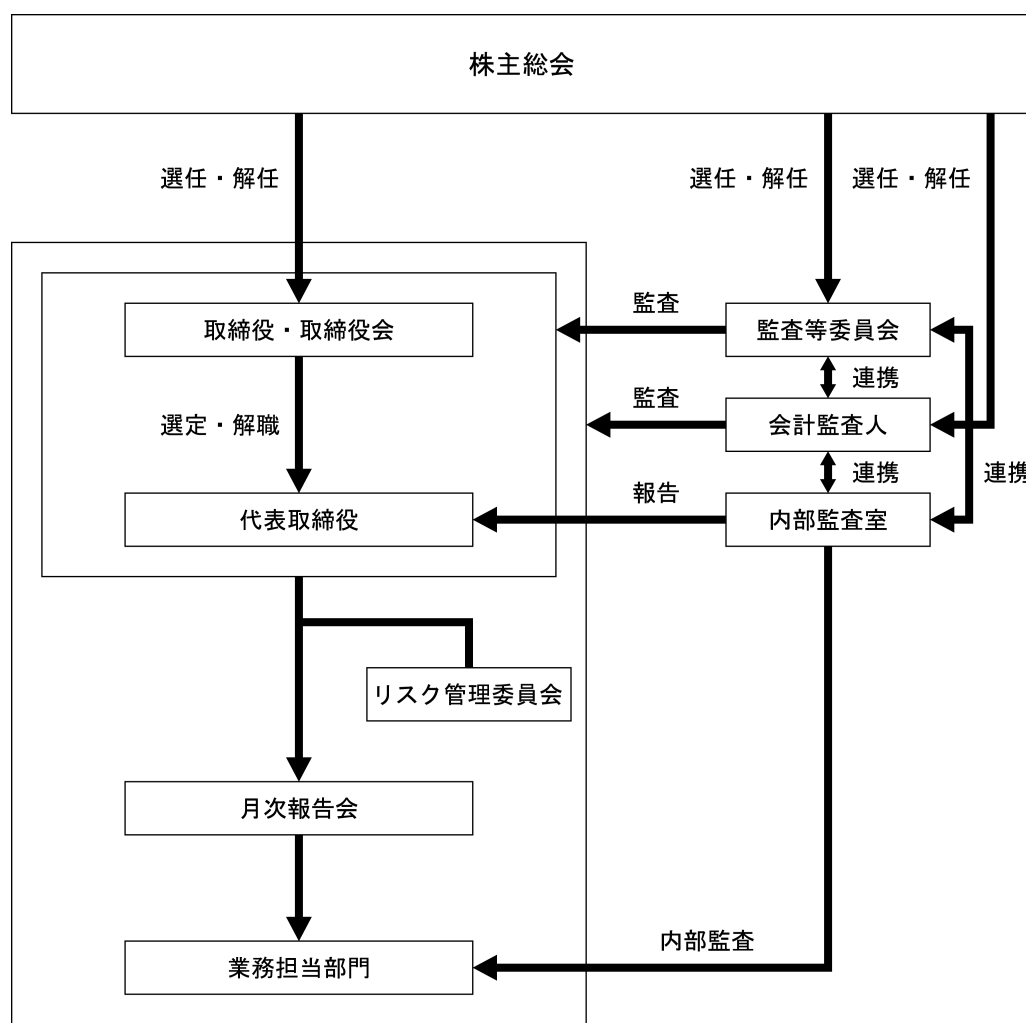 株主総会
選任・解任
選任・解任
選任・解任
取締役・取締役会
監査
監査等委員会
連携
選定・解職
監査
会計監査人
連携
連携
代表取締役
報告
内部監査室
リスク管理委員会
月次報告会
業務担当部門
内部監査